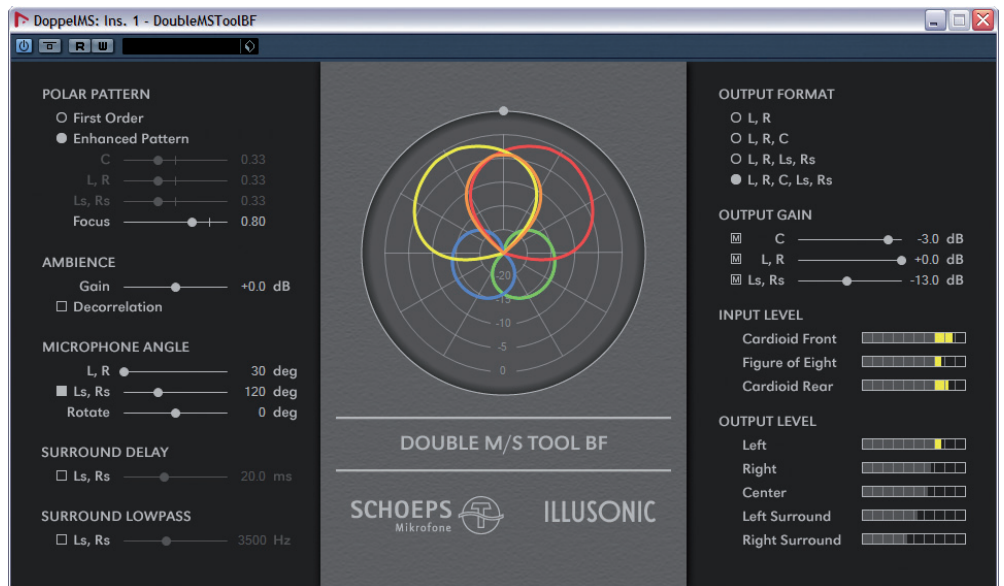 DoppelMS: Ins. 1 - DoubleMSToolBF
R W
POLAR PATTERN
First Order
Enhanced Pattern
C 0.33
L, R 0.33
Ls, Rs 0.33
Focus 0.80
AMBIENCE
Gain +0.0 dB
Decorrelation
MICROPHONE ANGLE
L, R 30 deg
Ls, Rs 120 deg
Rotate 0 deg
SURROUND DELAY
Ls, Rs 20.0 ms
SURROUND LOWPASS
Ls, Rs 3500 Hz
-20
-15
-10
-5
0
DOUBLE M/S TOOL BF
SCHOEPS
Mikrofone
ILLUSONIC
OUTPUT FORMAT
L, R
L, R, C
L, R, Ls, Rs
L, R, C, Ls, Rs
OUTPUT GAIN
M C -3.0 dB
M L, R +0.0 dB
M Ls, Rs -13.0 dB
INPUT LEVEL
Cardioid Front
Figure of Eight
Cardioid Rear
OUTPUT LEVEL
Left
Right
Center
Left Surround
Right Surround